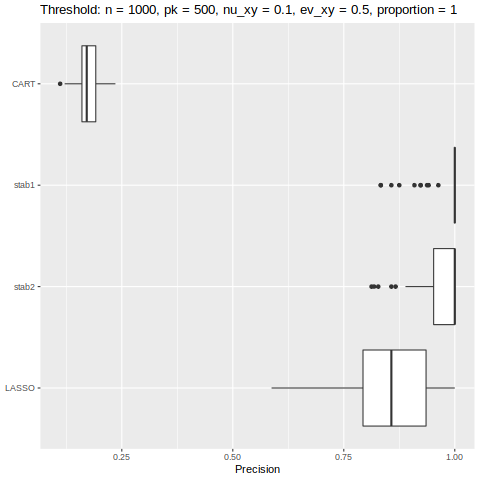 Threshold: n = 1000, pk = 500, nu_xy = 0.1, ev_xy = 0.5, proportion = 1
CART
stab1
stab2
LASSO
0.25 0.50 0.75 1.00
Precision